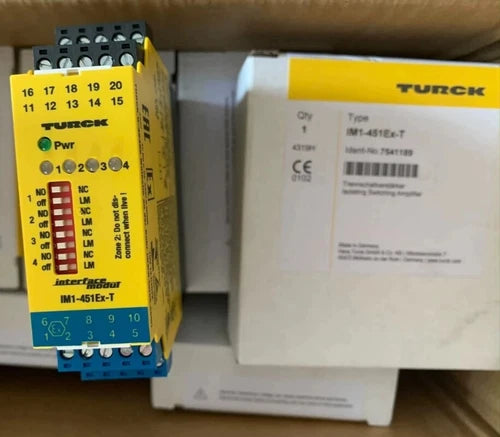 16 17 18 19 20
11 12 13 14 15
TURCK
Pwr
1 2 3 4
NO NC
1 off LM
NO NC
2 off LM
NO NC
3 off LM
NO NC
4 off LM
Zone 2: Do not dis-
connect when live !
interface
modul
IM1-451Ex-T
6 7 8 9 10
1 2 3 4 5
TURCK
Qty Type
1 IM1-451Ex-T
4319H Ident-No. 7541189
CE
0102
Trennschaltverstärker
Isolating Switching Amplifier
Made in Germany